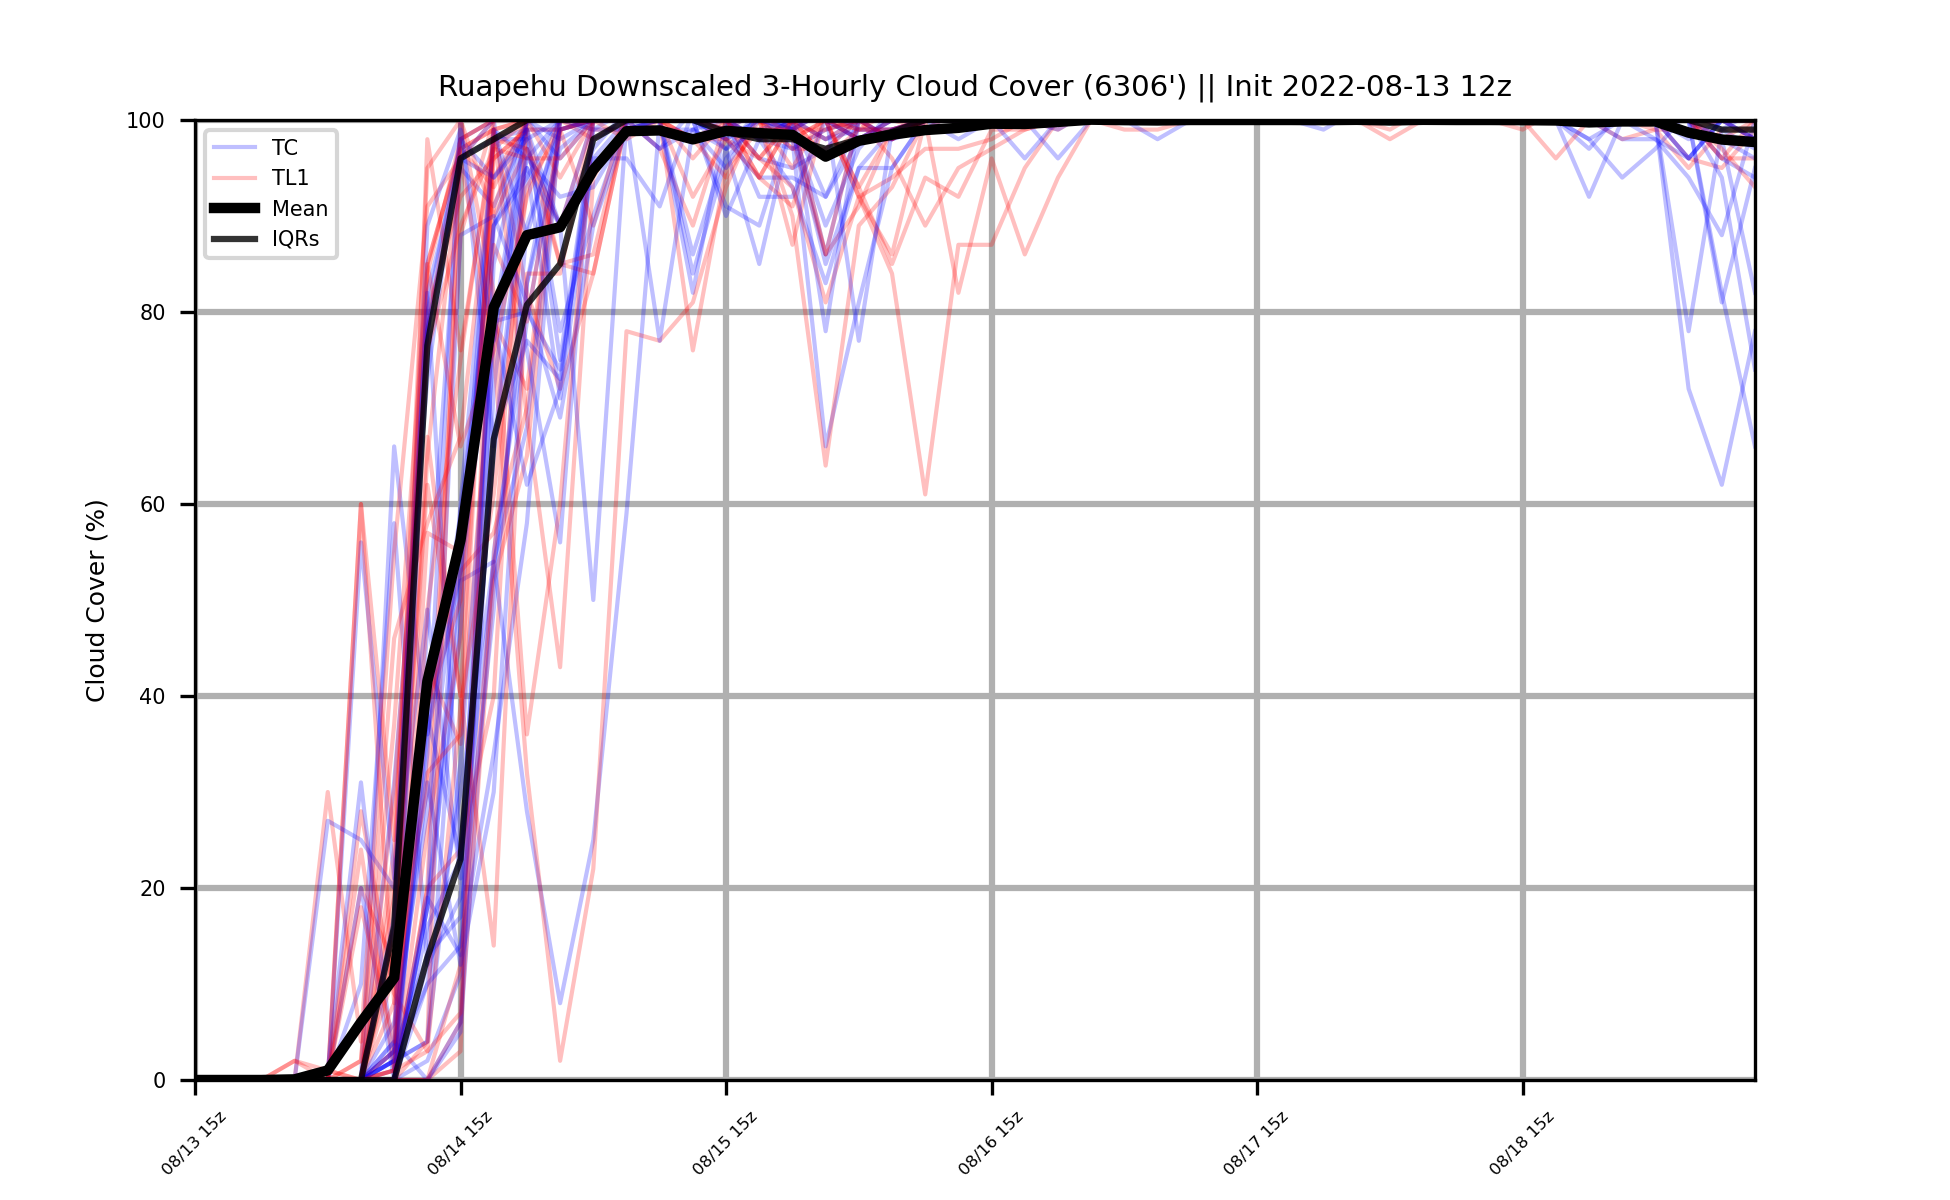 Ruapehu Downscaled 3-Hourly Cloud Cover (6306') || Init 2022-08-13 12z
100
80
60
40
20
0
Cloud Cover (%)
TC
TL1
Mean
IQRs
08/13 15z
08/14 15z
08/15 15z
08/16 15z
08/17 15z
08/18 15z